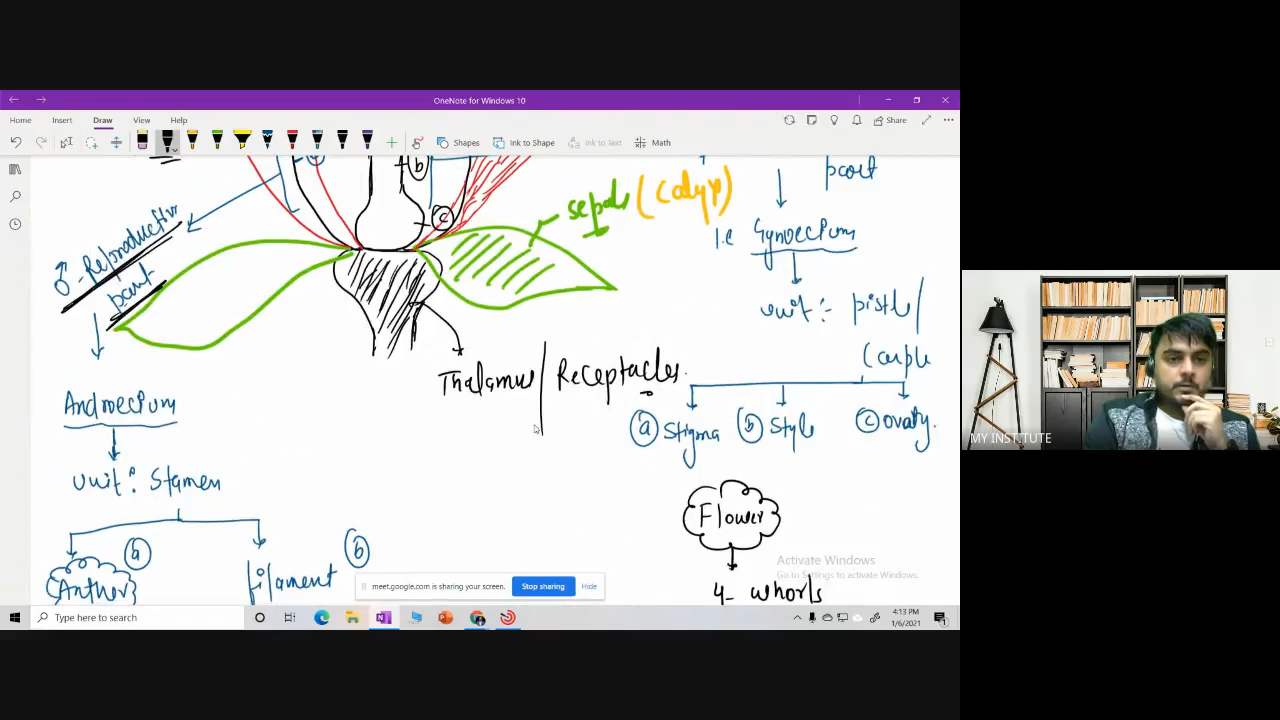 OneNote for Windows 10
Home Insert Draw View Help
Share
Shapes Ink to Shape Ink to Text Math
b
part
sepals (calyx)
c
♂-Reproductive
part
i.e Gynoecium
unit :- pistle/
Carple
Thalamus/Receptacles.
a Stigma b Style c ovary.
Androecium
unit : Stamen
a b
Anther filament
Flower
4- whorls
Activate Windows
Go to Settings to activate Windows.
meet.google.com is sharing your screen. Stop sharing Hide
MY INSTITUTE
Type here to search
4:13 PM
1/6/2021